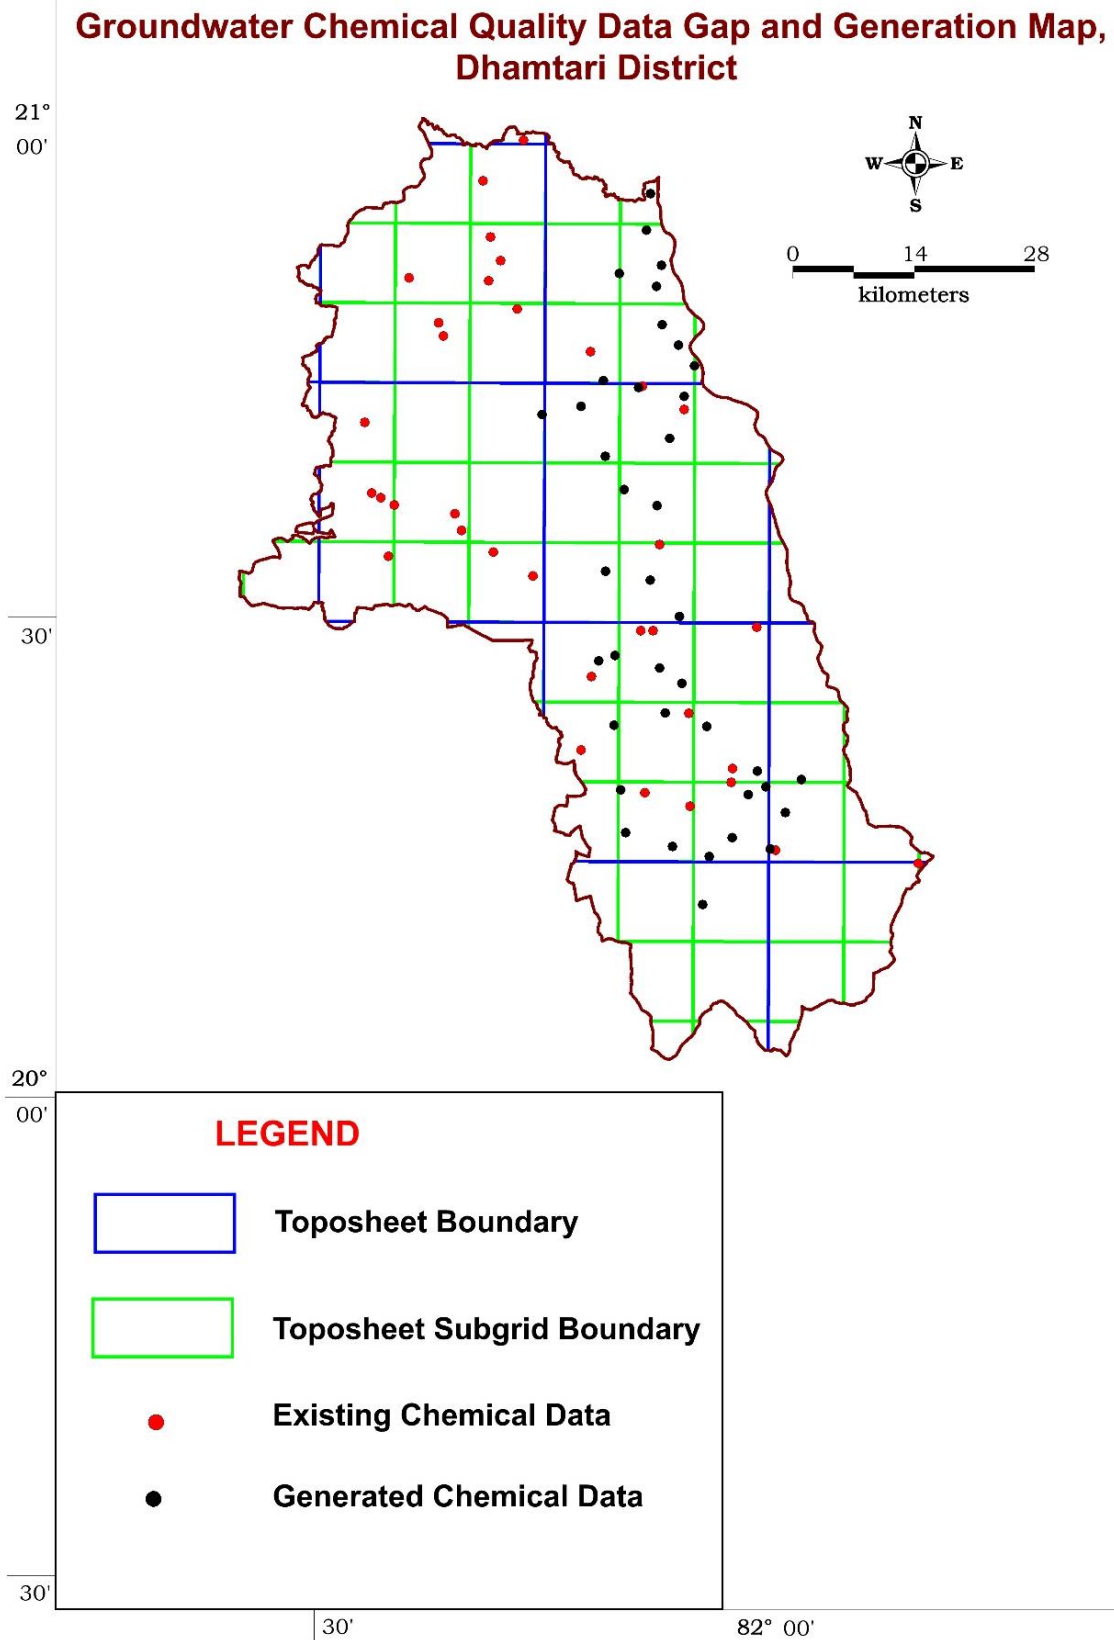 Groundwater Chemical Quality Data Gap and Generation Map,
Dhamtari District
21°
00'
N
W E
S
0 14 28
kilometers
30'
20°
00'
LEGEND
Toposheet Boundary
Toposheet Subgrid Boundary
Existing Chemical Data
Generated Chemical Data
30'
30'
82° 00'